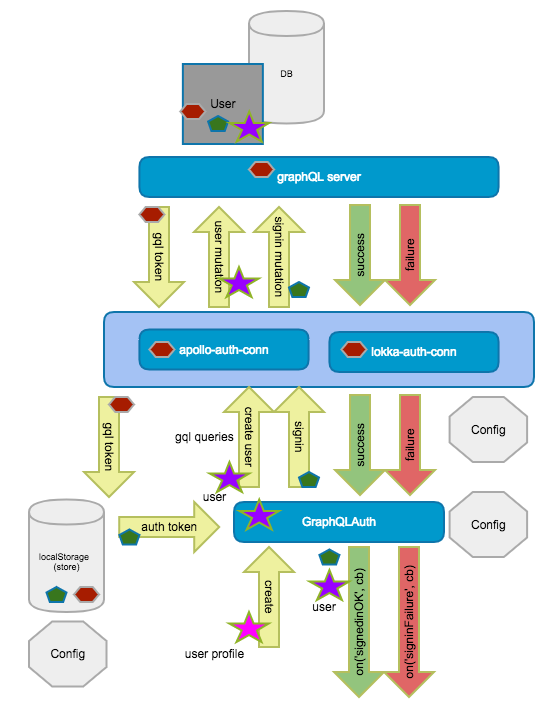 DB
User
graphQL server
gql token
user mutation
signin mutation
success
failure
apollo-auth-conn
lokka-auth-conn
gql token
gql queries
create user
signin
success
failure
Config
user
auth token
GraphQLAuth
Config
localStorage
(store)
create
user
on('signedinOK', cb)
on('signinFailure', cb)
Config
user profile